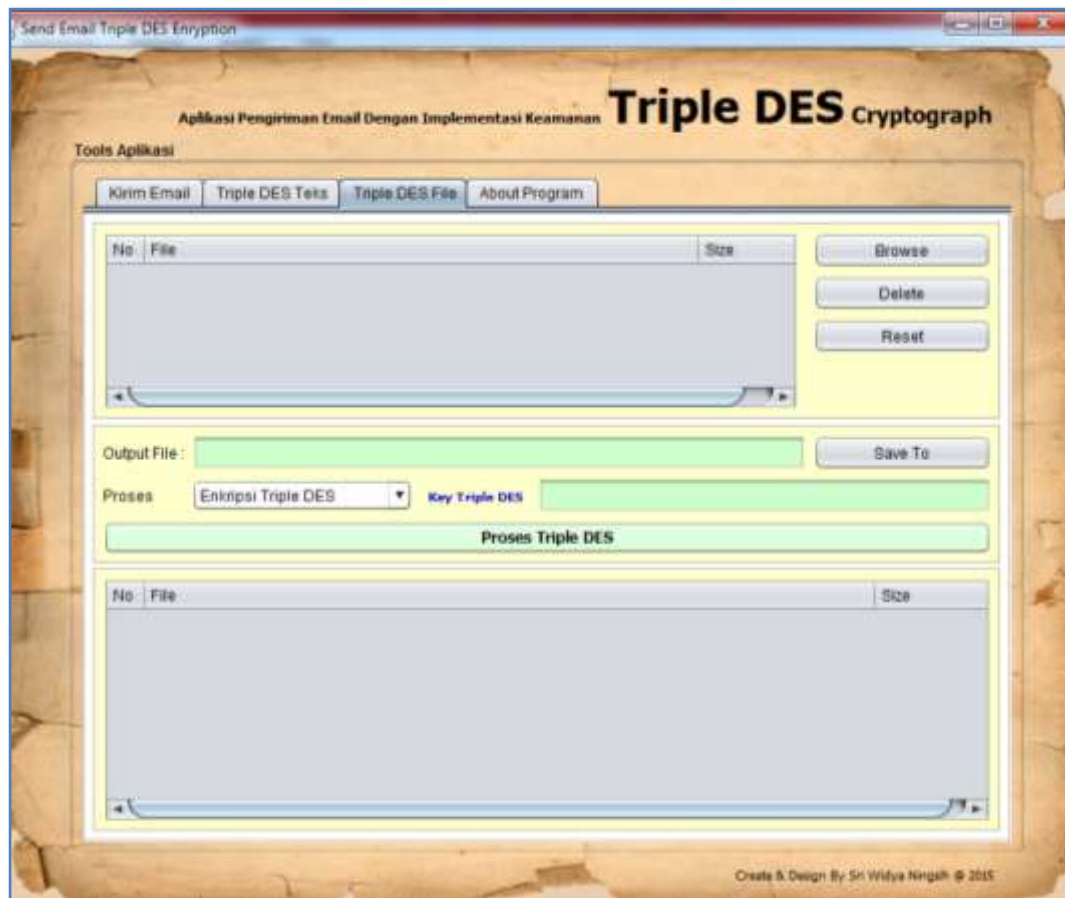 Send Email Triple DES Enryption
Aplikasi Pengiriman Email Dengan Implementasi Keamanan Triple DES Cryptograph
Tools Aplikasi
Kirim Email Triple DES Teks Triple DES File About Program
No File Size Browse
Delete
Reset
Output File : Save To
Proses Enkripsi Triple DES Key Triple DES
Proses Triple DES
No File Size
Create & Design By Sri Widya Ningsih @ 2015